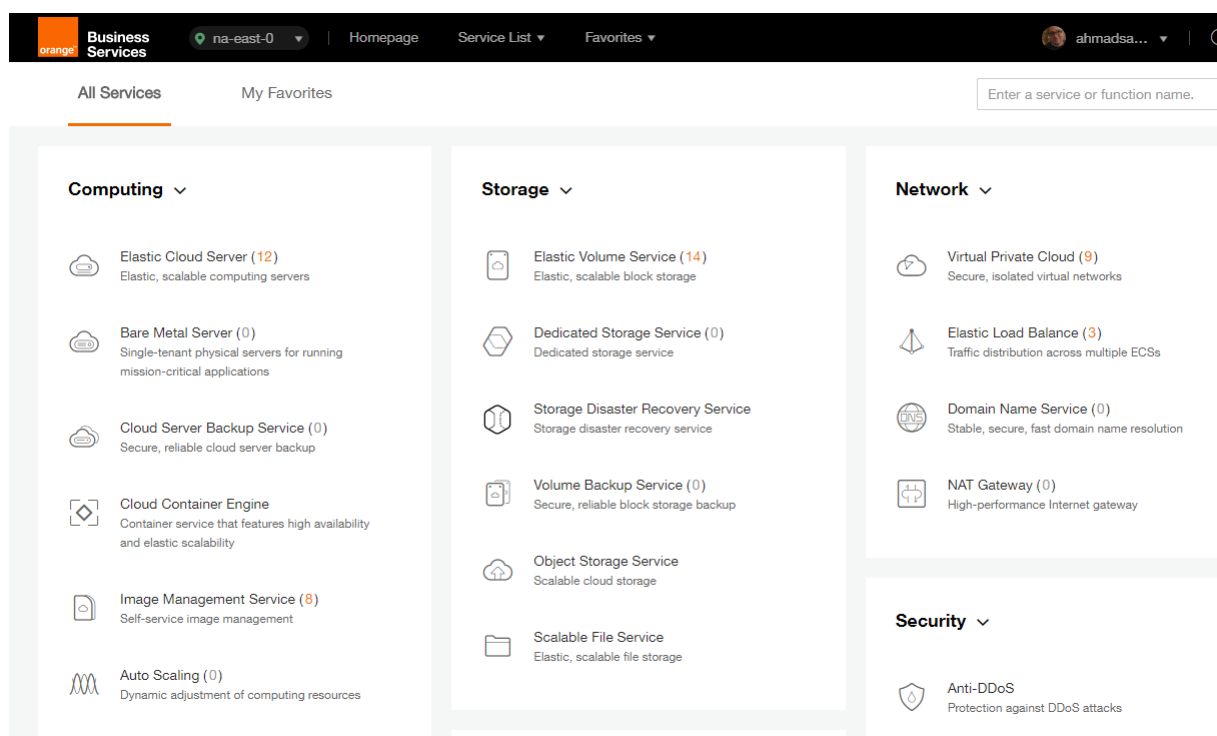 orange™ Business Services
na-east-0
Homepage
Service List
Favorites
ahmadsa...
All Services
My Favorites
Enter a service or function name.
Computing
Elastic Cloud Server (12)
Elastic, scalable computing servers
Bare Metal Server (0)
Single-tenant physical servers for running
mission-critical applications
Cloud Server Backup Service (0)
Secure, reliable cloud server backup
Cloud Container Engine
Container service that features high availability
and elastic scalability
Image Management Service (8)
Self-service image management
Auto Scaling (0)
Dynamic adjustment of computing resources
Storage
Elastic Volume Service (14)
Elastic, scalable block storage
Dedicated Storage Service (0)
Dedicated storage service
Storage Disaster Recovery Service
Storage disaster recovery service
Volume Backup Service (0)
Secure, reliable block storage backup
Object Storage Service
Scalable cloud storage
Scalable File Service
Elastic, scalable file storage
Network
Virtual Private Cloud (9)
Secure, isolated virtual networks
Elastic Load Balance (3)
Traffic distribution across multiple ECSs
DNS
Domain Name Service (0)
Stable, secure, fast domain name resolution
NAT Gateway (0)
High-performance Internet gateway
Security
Anti-DDoS
Protection against DDoS attacks